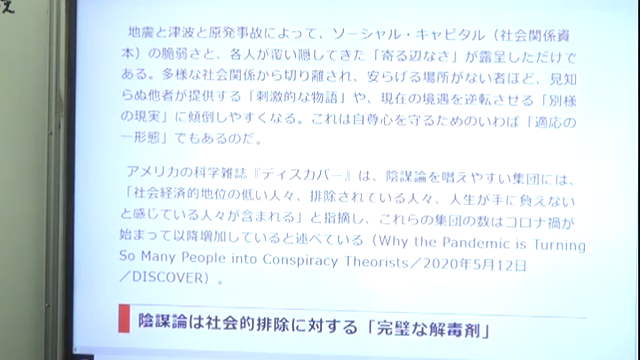 地震と津波と原発事故によって、ソーシャル・キャピタル（社会関係資
本）の脆弱さと、各人が覆い隠してきた「寄る辺なさ」が露呈しただけで
ある。多様な社会関係から切り離され、安らげる場所がない者ほど、見知
らぬ他者が提供する「刺激的な物語」や、現在の境遇を逆転させる「別様
の現実」に傾倒しやすくなる。これは自尊心を守るためのいわば「適応の
一形態」でもあるのだ。
アメリカの科学雑誌『ディスカバー』は、陰謀論を唱えやすい集団には、
「社会経済的地位の低い人々、排除されている人々、人生が手に負えない
と感じている人々が含まれる」と指摘し、これらの集団の数はコロナ禍が
始まって以降増加していると述べている（Why the Pandemic is Turning
So Many People into Conspiracy Theorists／2020年5月12日
／DISCOVER）。
陰謀論は社会的排除に対する「完璧な解毒剤」